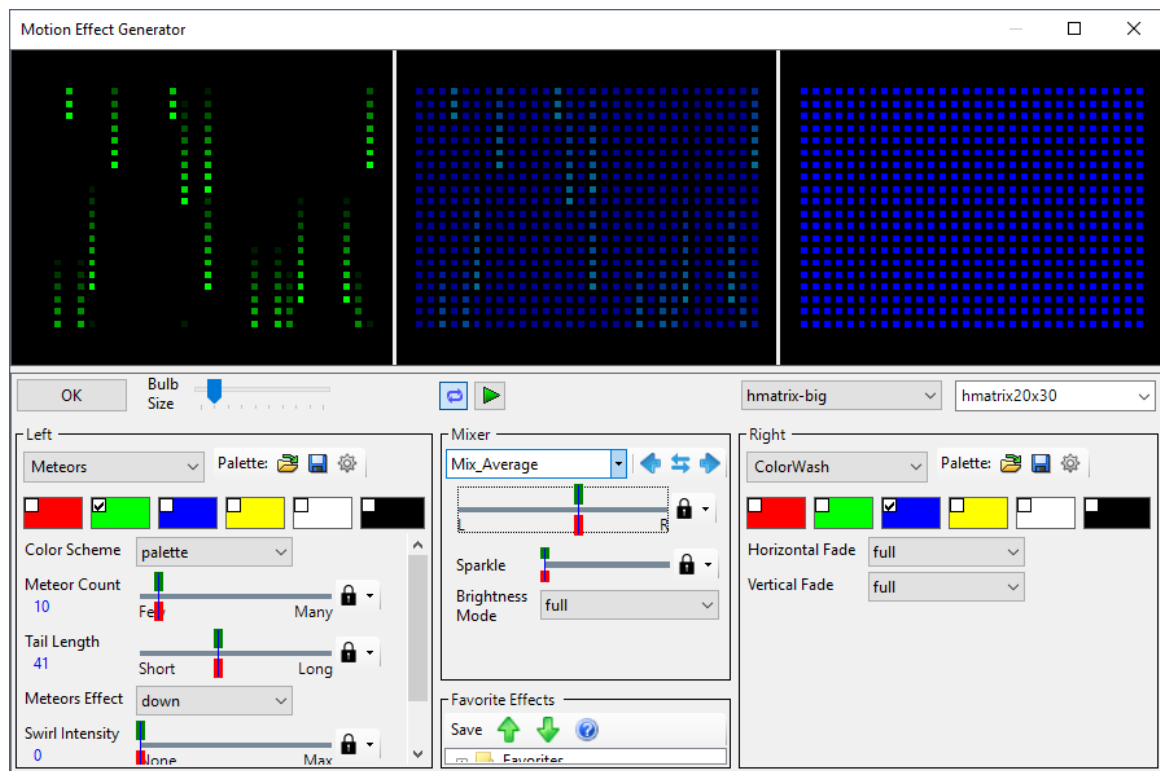 Motion Effect Generator
OK
Bulb
Size
hmatrix-big
hmatrix20x30
Left
Meteors
Palette:
Color Scheme
palette
Meteor Count
10
Few
Many
Tail Length
41
Short
Long
Meteors Effect
down
Swirl Intensity
0
None
Max
Mixer
Mix_Average
L
R
Sparkle
Brightness
Mode
full
Favorite Effects
Save
Favorites
Right
ColorWash
Palette:
Horizontal Fade
full
Vertical Fade
full